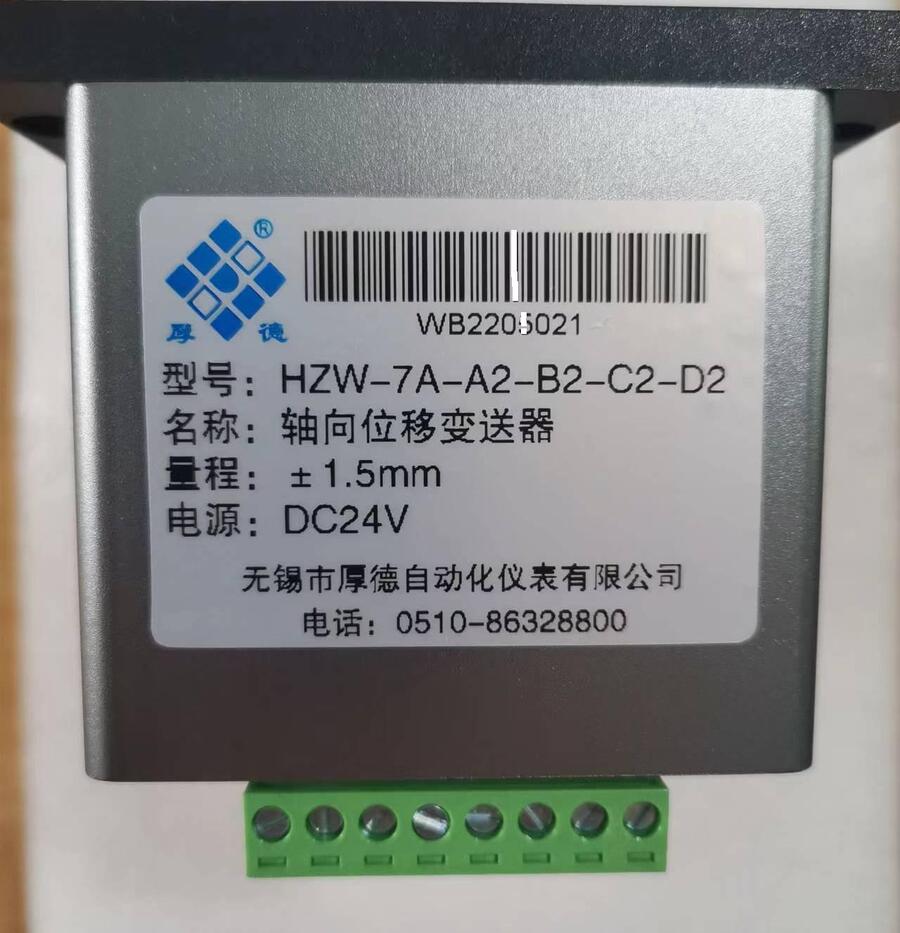 ®
厚 德
WB2205021
型号: HZW-7A-A2-B2-C2-D2
名称: 轴向位移变送器
量程: ±1.5mm
电源: DC24V
无锡市厚德自动化仪表有限公司
电话: 0510-86328800